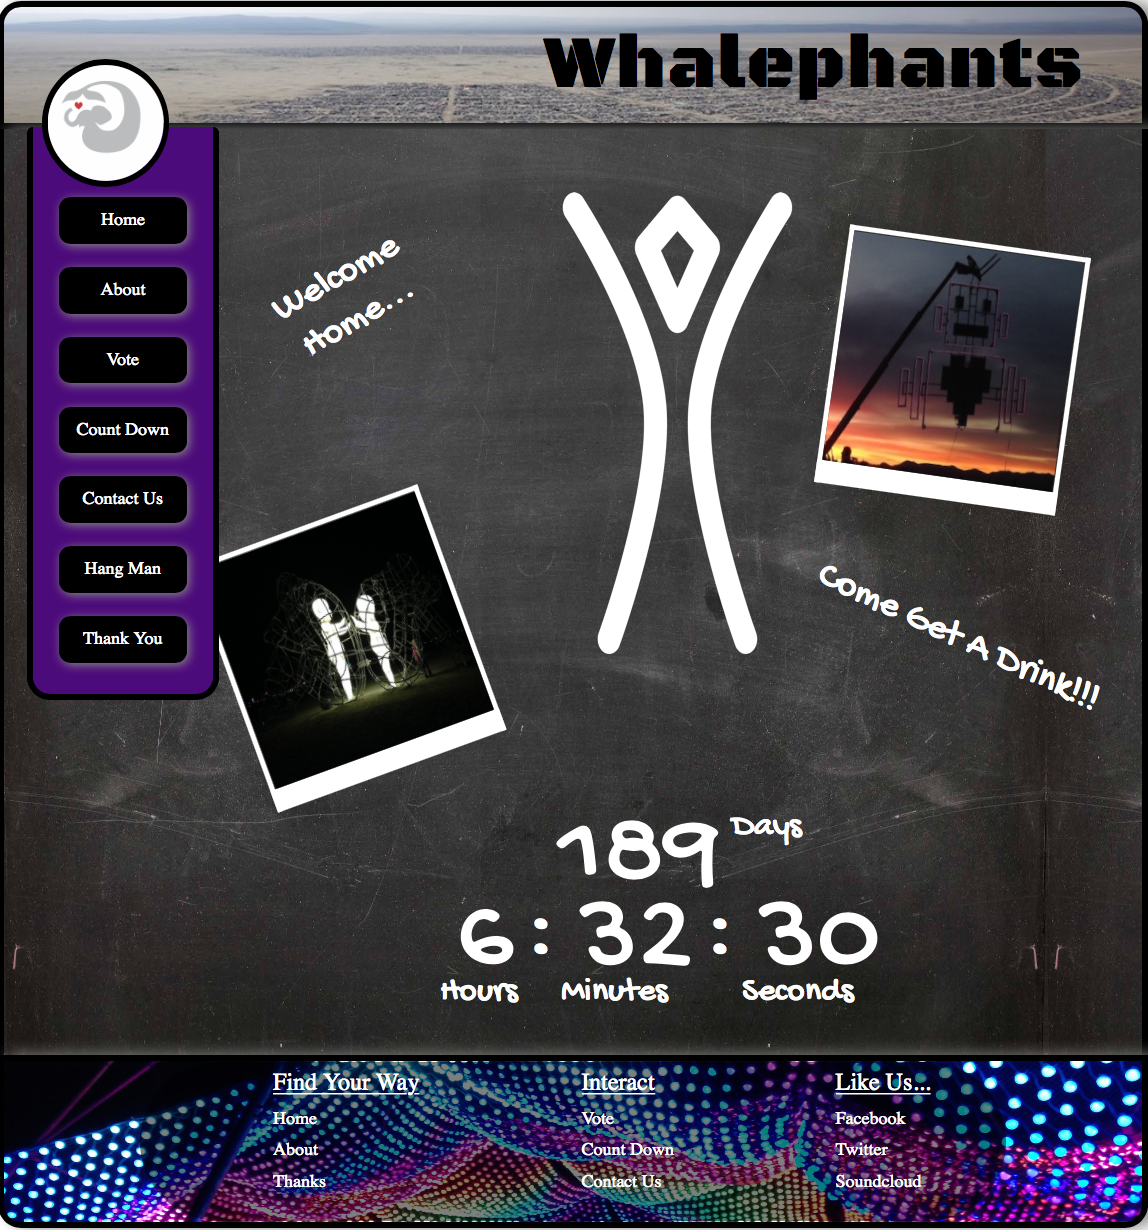 Whalephants
Home
About
Vote
Count Down
Contact Us
Hang Man
Thank You
Welcome
Home...
Come Get A Drink!!!
189 Days
6 : 32 : 30
Hours Minutes Seconds
Find Your Way
Home
About
Thanks
Interact
Vote
Count Down
Contact Us
Like Us...
Facebook
Twitter
Soundcloud